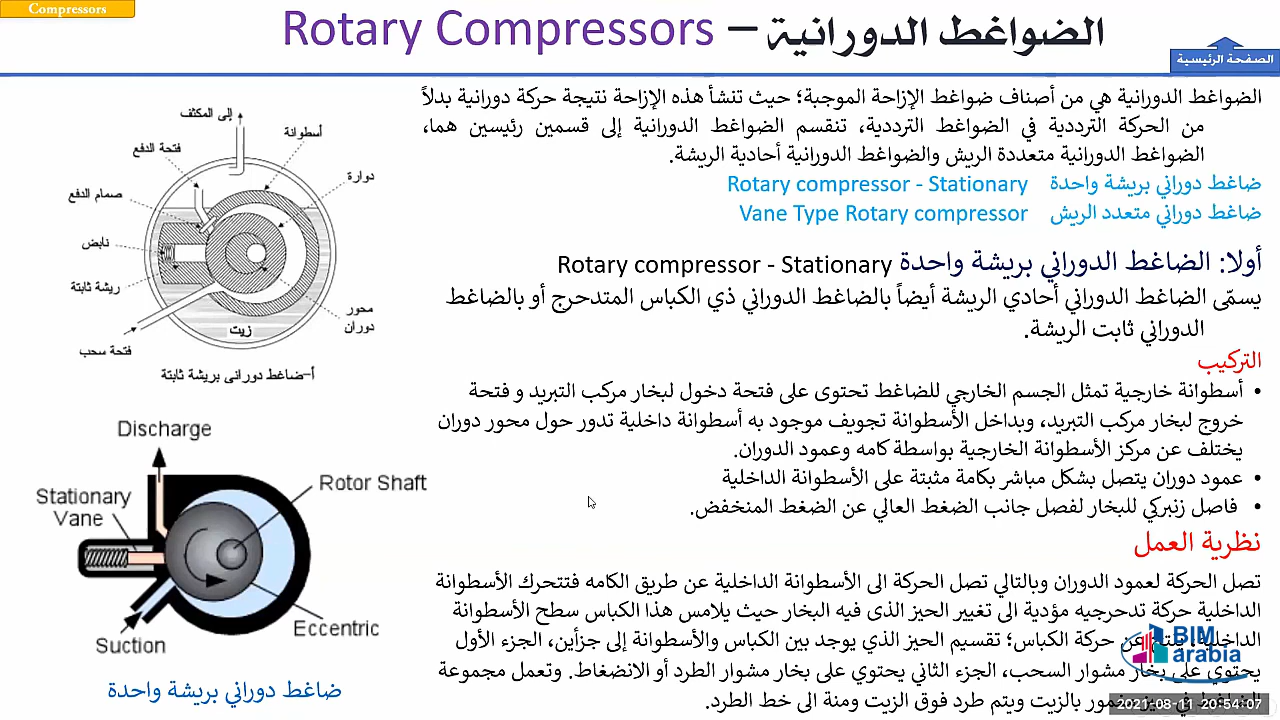 Compressors
الضواغط الدورانية – Rotary Compressors
الصفحة الرئيسية
الضواغط الدورانية هي من أصناف ضواغط الإزاحة الموجبة؛ حيث تنشأ هذه الإزاحة نتيجة حركة دورانية بدلاً
من الحركة الترددية في الضواغط الترددية، تنقسم الضواغط الدورانية إلى قسمين رئيسين هما،
الضواغط الدورانية متعددة الريش والضواغط الدورانية أحادية الريشة.
ضاغط دوراني بريشة واحدة Rotary compressor - Stationary
ضاغط دوراني متعدد الريش Vane Type Rotary compressor
أولا: الضاغط الدوراني بريشة واحدة Rotary compressor - Stationary
يسمّى الضاغط الدوراني أحادي الريشة أيضاً بالضاغط الدوراني ذي الكباس المتدحرج أو بالضاغط
الدوراني ثابت الريشة.
التركيب
• أسطوانة خارجية تمثل الجسم الخارجي للضاغط تحتوى على فتحة دخول لبخار مركب التبريد و فتحة
خروج لبخار مركب التبريد، وبداخل الأسطوانة تجويف موجود به أسطوانة داخلية تدور حول محور دوران
يختلف عن مركز الأسطوانة الخارجية بواسطة كامه وعمود الدوران.
• عمود دوران يتصل بشكل مباشر بكامة مثبتة على الأسطوانة الداخلية
• فاصل زنبركي للبخار لفصل جانب الضغط العالي عن الضغط المنخفض.
نظرية العمل
تصل الحركة لعمود الدوران وبالتالي تصل الحركة الى الأسطوانة الداخلية عن طريق الكامه فتتحرك الأسطوانة
الداخلية حركة تدحرجيه مؤدية الى تغيير الحيز الذى فيه البخار حيث يلامس هذا الكباس سطح الأسطوانة
الداخلية، ينتج عن حركة الكباس؛ تقسيم الحيز الذي يوجد بين الكباس والأسطوانة إلى جزأين، الجزء الأول
يحتوي على بخار مشوار السحب، الجزء الثاني يحتوي على بخار مشوار الطرد أو الانضغاط. وتعمل مجموعة
بالزيت ويتم طرد فوق الزيت ومنة الى خط الطرد.
إلى المكثف
أسطوانة
فتحة الدفع
دوارة
صمام الدفع
نابض
ريشة ثابتة
محور
دوران
زيت
فتحة سحب
أ-ضاغط دورانى بريشة ثابتة
Discharge
Rotor Shaft
Stationary
Vane
Eccentric
Suction
ضاغط دوراني بريشة واحدة
BIM
arabia
2021-08-11 20:54:07